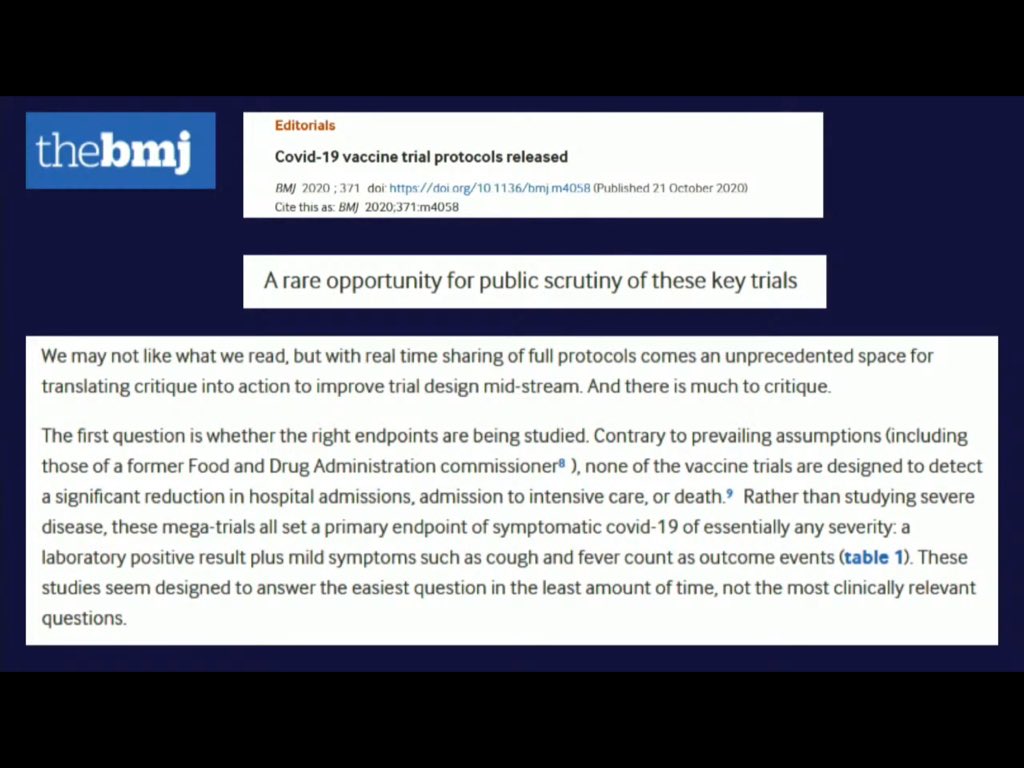 thebmj
Editorials
Covid-19 vaccine trial protocols released
BMJ 2020 ; 371 doi: https://doi.org/10 1136/bmj m4058 (Published 21 October 2020)
Cite this as: BMJ 2020;371:m4058
A rare opportunity for public scrutiny of these key trials
We may not like what we read, but with real time sharing of full protocols comes an unprecedented space for
translating critique into action to improve trial design mid-stream. And there is much to critique.
The first question is whether the right endpoints are being studied. Contrary to prevailing assumptions (including
those of a former Food and Drug Administration commissioner8 ), none of the vaccine trials are designed to detect
a significant reduction in hospital admissions, admission to intensive care, or death.9 Rather than studying severe
disease, these mega-trials all set a primary endpoint of symptomatic covid-19 of essentially any severity: a
laboratory positive result plus mild symptoms such as cough and fever count as outcome events (table 1). These
studies seem designed to answer the easiest question in the least amount of time, not the most clinically relevant
questions.